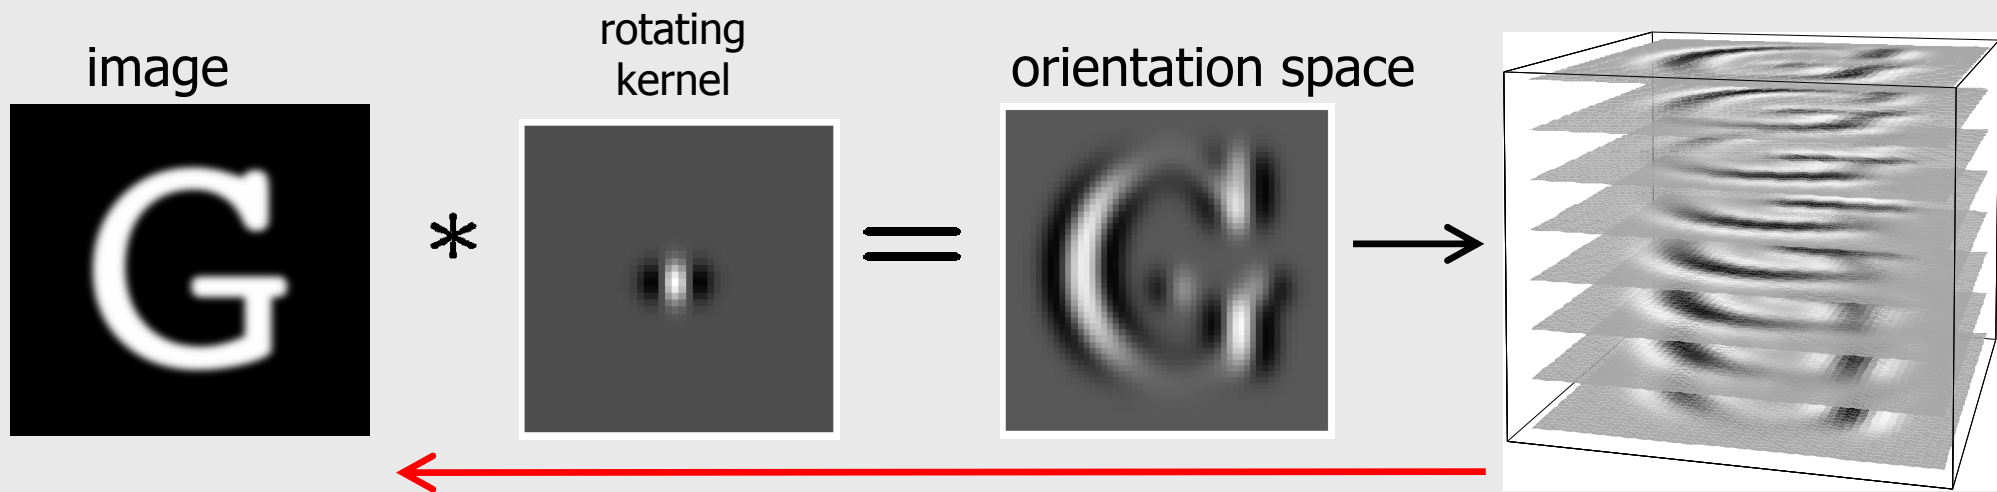 image
rotating
kernel
orientation space
G
*
=